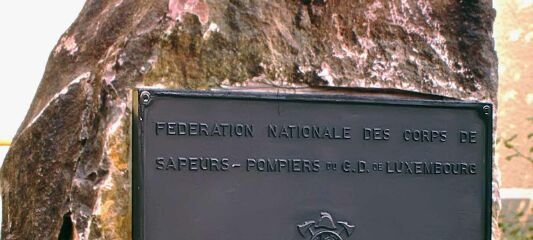 FEDERATION NATIONALE DES CORPS DE
SAPEURS - POMPIERS DU G.D. DE LUXEMBOURG